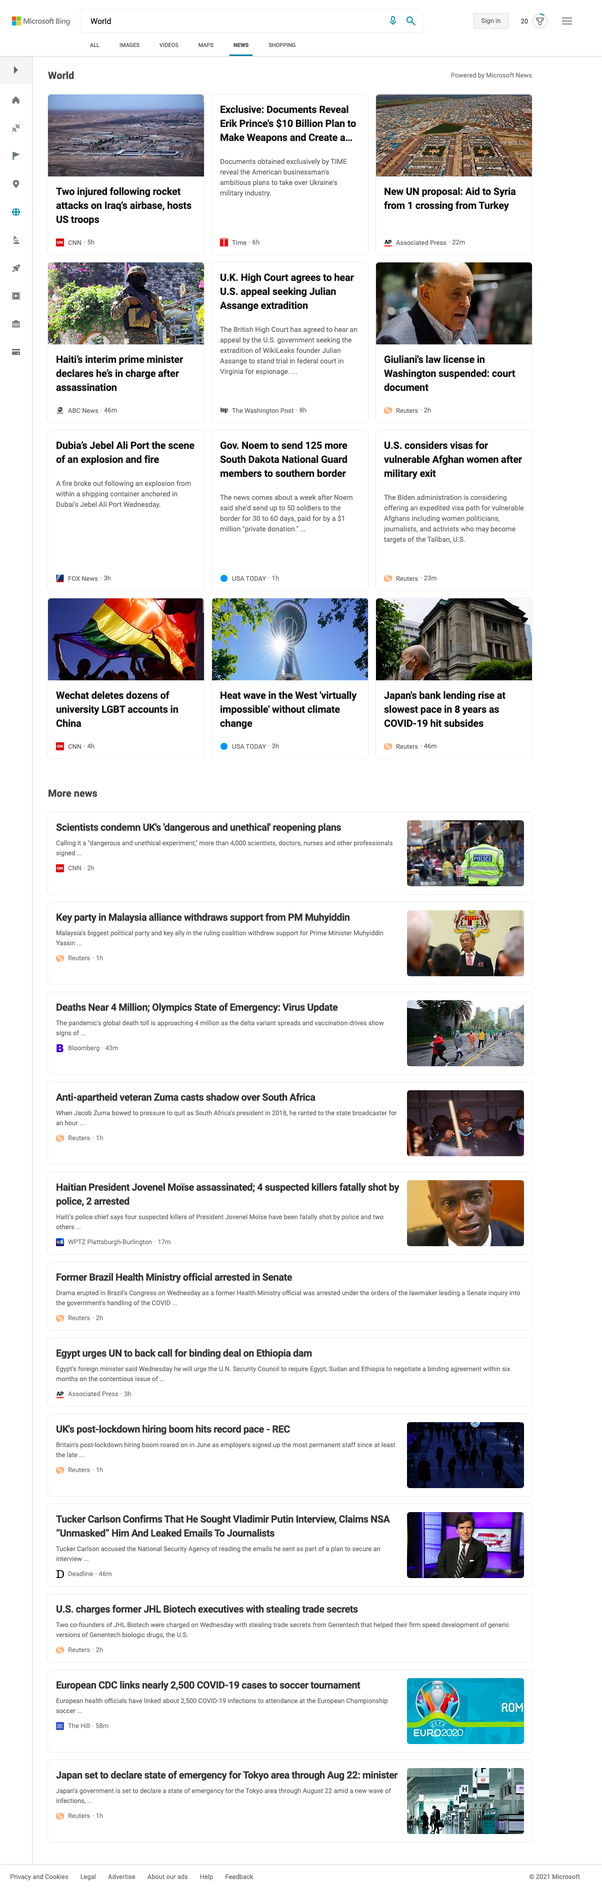 Microsoft Bing
World
Sign in
20
ALL IMAGES VIDEOS MAPS NEWS SHOPPING
World
Powered by Microsoft News
Two injured following rocket
attacks on Iraq's airbase, hosts
US troops
CNN · 5h
Exclusive: Documents Reveal
Erik Prince's $10 Billion Plan to
Make Weapons and Create a...
Documents obtained exclusively by TIME
reveal the American businessman's
ambitious plans to take over Ukraine's
military industry.
Time · 6h
New UN proposal: Aid to Syria
from 1 crossing from Turkey
AP Associated Press · 22m
Haiti's interim prime minister
declares he's in charge after
assassination
ABC News · 46m
U.K. High Court agrees to hear
U.S. appeal seeking Julian
Assange extradition
The British High Court has agreed to hear an
appeal by the U.S. government seeking the
extradition of WikiLeaks founder Julian
Assange to stand trial in federal court in
Virginia for espionage. ...
wp The Washington Post · 8h
Giuliani's law license in
Washington suspended: court
document
Reuters · 2h
Dubia's Jebel Ali Port the scene
of an explosion and fire
A fire broke out following an explosion from
within a shipping container anchored in
Dubai's Jebel Ali Port Wednesday.
FOX News · 3h
Gov. Noem to send 125 more
South Dakota National Guard
members to southern border
The news comes about a week after Noem
said she'd send up to 50 soldiers to the
border for 30 to 60 days, paid for by a $1
million "private donation." ...
USA TODAY · 1h
U.S. considers visas for
vulnerable Afghan women after
military exit
The Biden administration is considering
offering an expedited visa path for vulnerable
Afghans including women politicians,
journalists, and activists who may become
targets of the Taliban, U.S.
Reuters · 23m
Wechat deletes dozens of
university LGBT accounts in
China
CNN · 4h
Heat wave in the West 'virtually
impossible' without climate
change
USA TODAY · 3h
Japan's bank lending rise at
slowest pace in 8 years as
COVID-19 hit subsides
Reuters · 46m
More news
Scientists condemn UK's 'dangerous and unethical' reopening plans
Calling it a "dangerous and unethical experiment," more than 4,000 scientists, doctors, nurses and other professionals
signed ...
CNN · 2h
POLICE
Key party in Malaysia alliance withdraws support from PM Muhyiddin
Malaysia's biggest political party and key ally in the ruling coalition withdrew support for Prime Minister Muhyiddin
Yassin ...
Reuters · 1h
Deaths Near 4 Million; Olympics State of Emergency: Virus Update
The pandemic's global death toll is approaching 4 million as the delta variant spreads and vaccination drives show
signs of ...
B Bloomberg · 43m
Anti-apartheid veteran Zuma casts shadow over South Africa
When Jacob Zuma bowed to pressure to quit as South Africa's president in 2018, he ranted to the state broadcaster for
an hour ...
Reuters · 1h
Haitian President Jovenel Moïse assassinated; 4 suspected killers fatally shot by
police, 2 arrested
Haiti's police chief says four suspected killers of President Jovenel Moïse have been fatally shot by police and two
others ...
WPTZ Plattsburgh-Burlington · 17m
Former Brazil Health Ministry official arrested in Senate
Drama erupted in Brazil's Congress on Wednesday as a former Health Ministry official was arrested under the orders of the lawmaker leading a Senate inquiry into
the government's handling of the COVID ...
Reuters · 2h
Egypt urges UN to back call for binding deal on Ethiopia dam
Egypt's foreign minister said Wednesday he will urge the U.N. Security Council to require Egypt, Sudan and Ethiopia to negotiate a binding agreement within six
months on the contentious issue of ...
AP Associated Press · 3h
UK's post-lockdown hiring boom hits record pace - REC
Britain's post-lockdown hiring boom roared on in June as employers signed up the most permanent staff since at least
the late ...
Reuters · 1h
Tucker Carlson Confirms That He Sought Vladimir Putin Interview, Claims NSA
“Unmasked” Him And Leaked Emails To Journalists
Tucker Carlson accused the National Security Agency of reading the emails he sent as part of a plan to secure an
interview ...
D Deadline · 46m
U.S. charges former JHL Biotech executives with stealing trade secrets
Two co-founders of JHL Biotech were charged on Wednesday with stealing trade secrets from Genentech that helped their firm speed development of generic
versions of Genentech biologic drugs, the U.S.
Reuters · 2h
European CDC links nearly 2,500 COVID-19 cases to soccer tournament
European health officials have linked about 2,500 COVID-19 infections to attendance at the European Championship
soccer ...
The Hill · 58m
ROM
EURO2020
Japan set to declare state of emergency for Tokyo area through Aug 22: minister
Japan's government is set to declare a state of emergency for the Tokyo area through August 22 amid a new wave of
infections, ...
Reuters · 1h
Privacy and Cookies Legal Advertise About our ads Help Feedback
© 2021 Microsoft